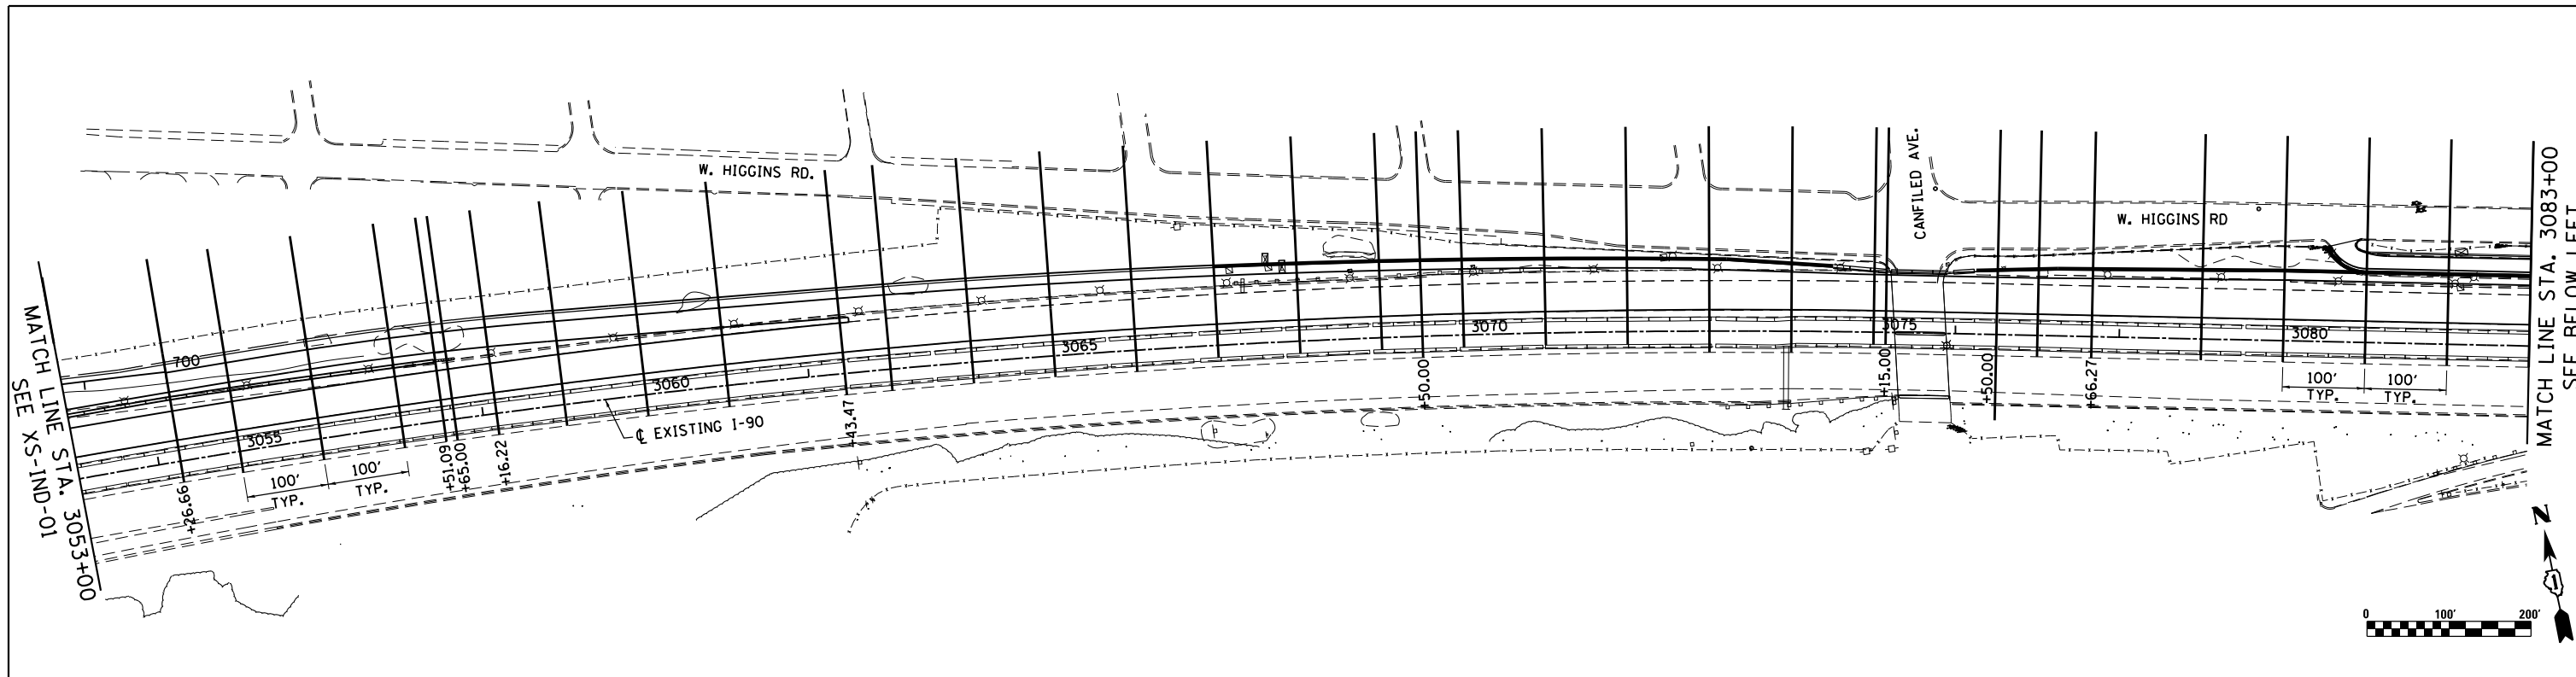 W. HIGGINS RD.
CANFILED AVE.
W. HIGGINS RD
MATCH LINE STA. 3053+00
SEE XS-IND-01
700
3055
3060
3065
3070
3075
3080
℄ EXISTING I-90
+26.66
100'
TYP.
100'
TYP.
+51.09
+65.00
+16.22
+43.47
+50.00
+15.00
+50.00
+66.27
100'
TYP.
100'
TYP.
MATCH LINE STA. 3083+00
SEE BELOW LEFT
N
0 100' 200'